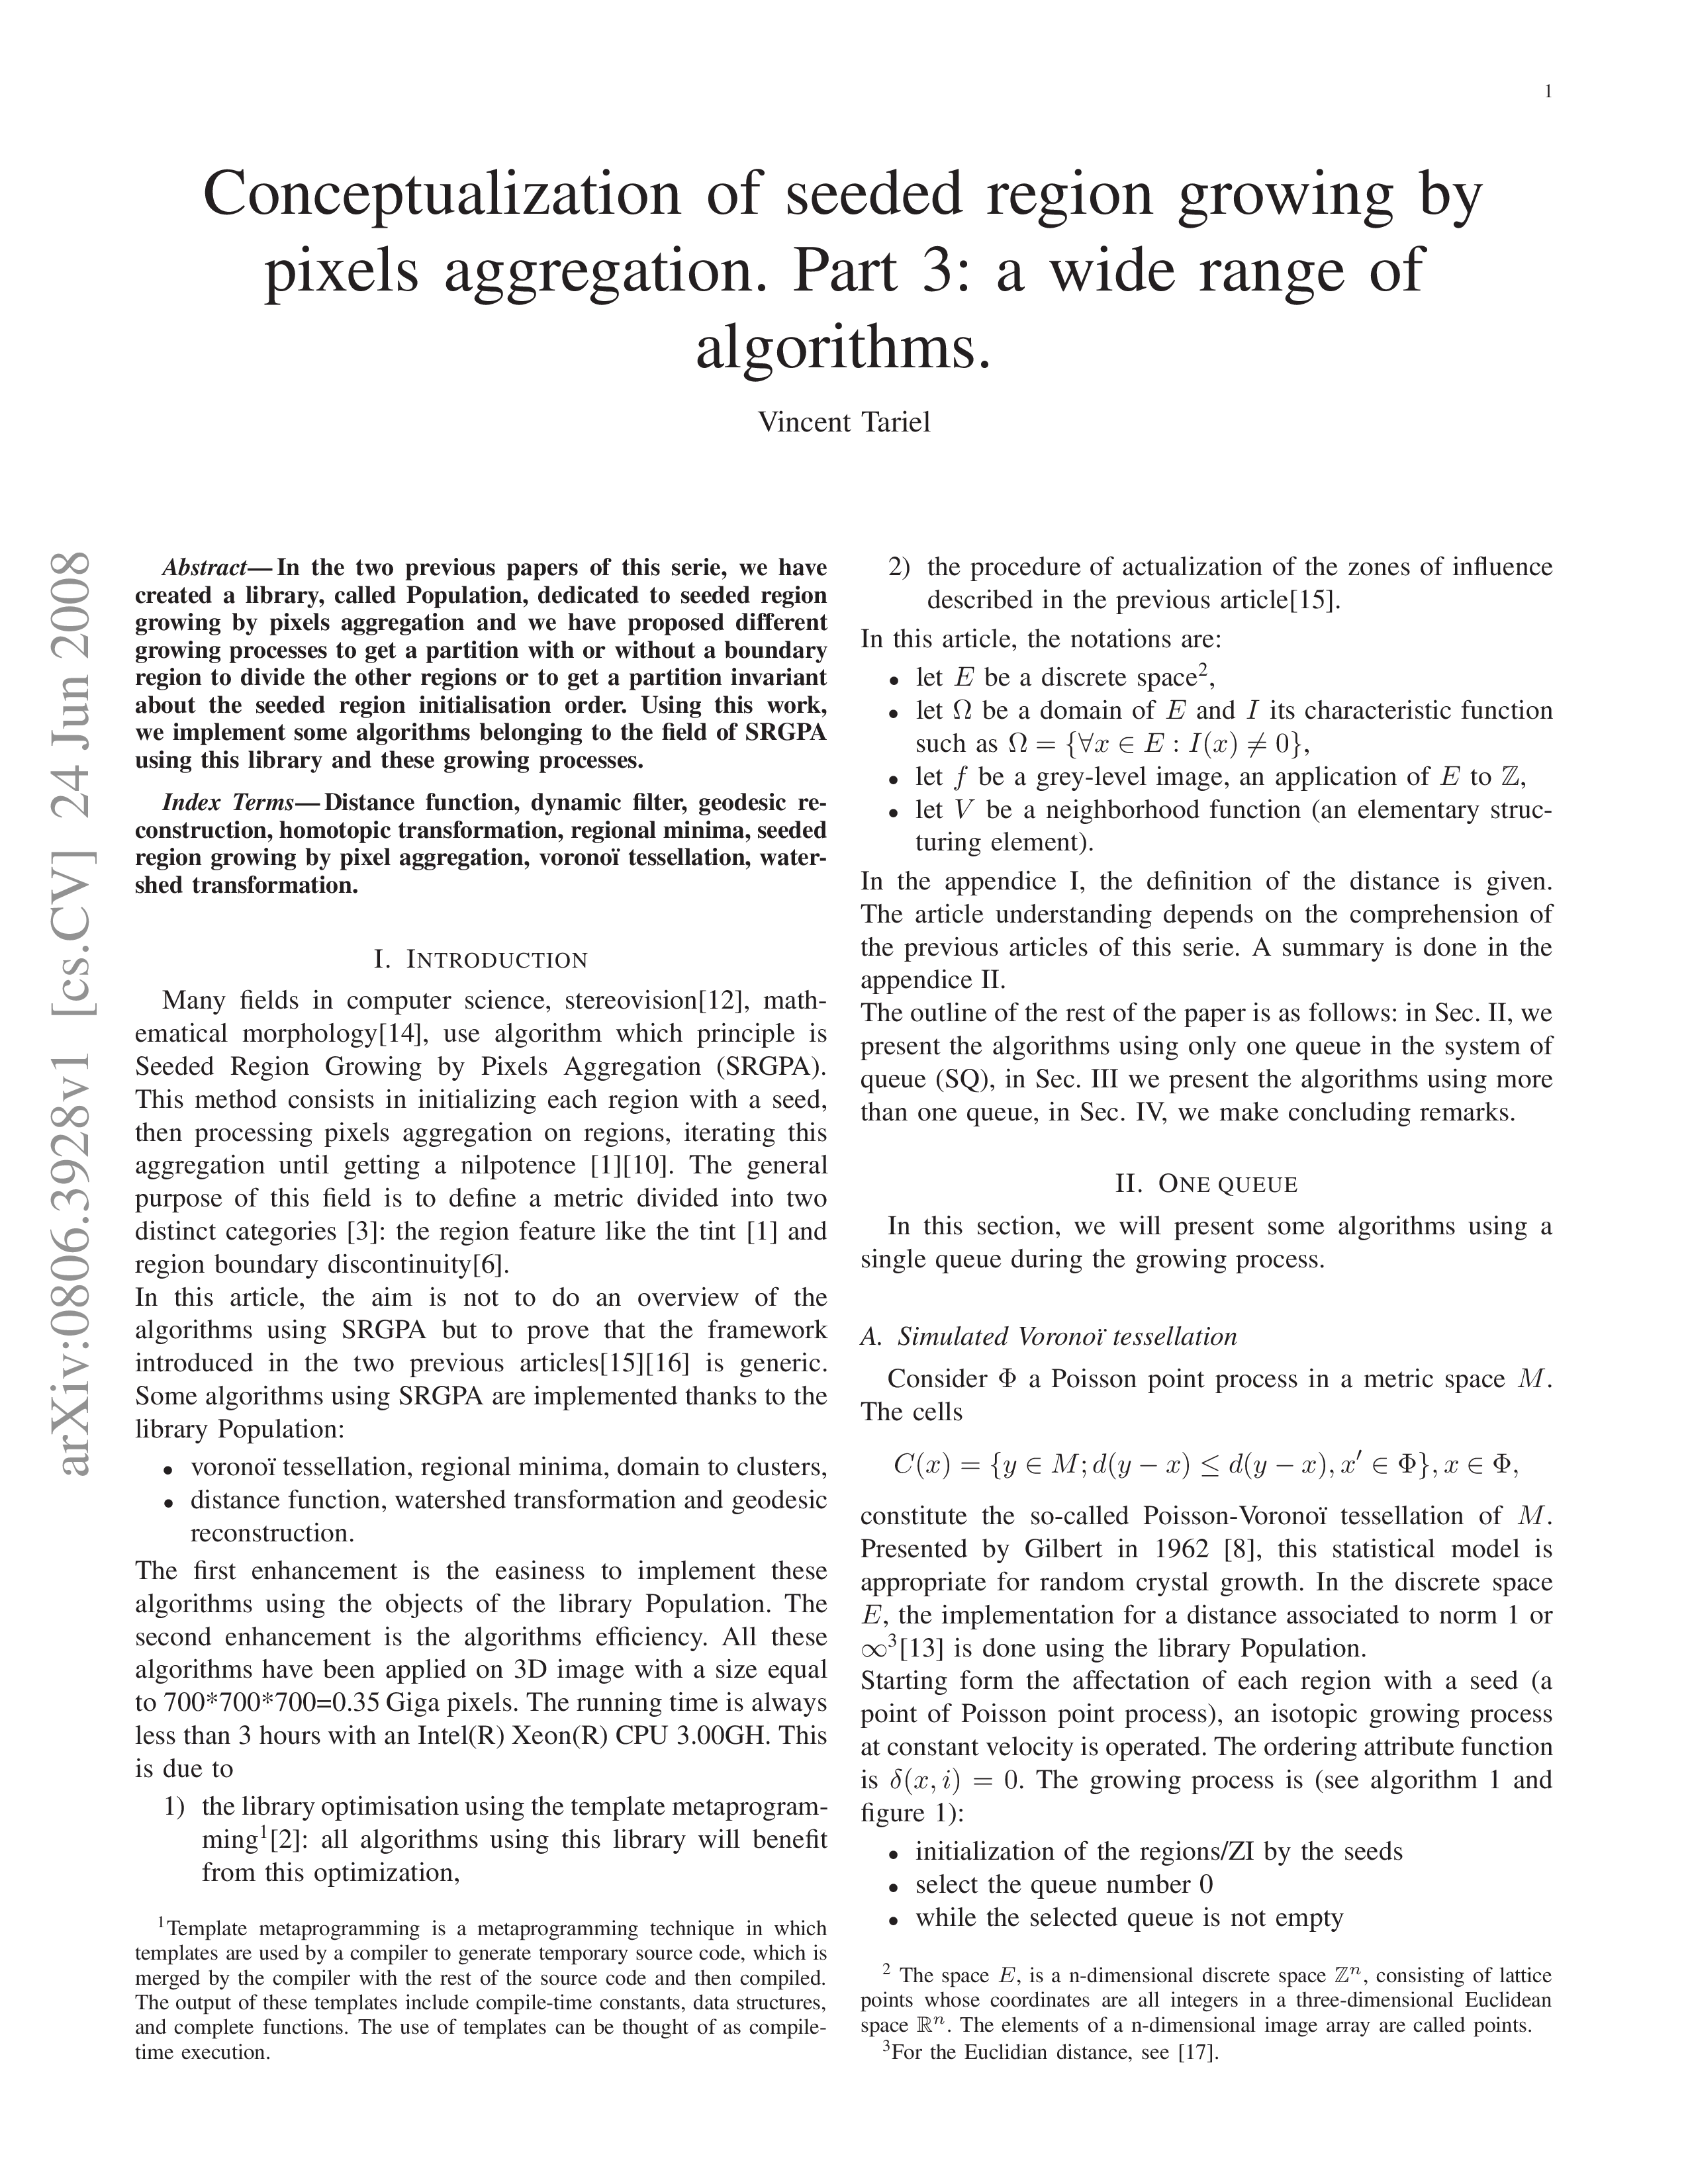 1
Conceptualization of seeded region growing by
pixels aggregation. Part 3: a wide range of
algorithms.
Vincent Tariel
arXiv:0806.3928v1 [cs.CV] 24 Jun 2008
Abstract— In the two previous papers of this serie, we have
created a library, called Population, dedicated to seeded region
growing by pixels aggregation and we have proposed different
growing processes to get a partition with or without a boundary
region to divide the other regions or to get a partition invariant
about the seeded region initialisation order. Using this work,
we implement some algorithms belonging to the field of SRGPA
using this library and these growing processes.
Index Terms— Distance function, dynamic filter, geodesic re-
construction, homotopic transformation, regional minima, seeded
region growing by pixel aggregation, voronoï tessellation, water-
shed transformation.
I. INTRODUCTION
Many fields in computer science, stereovision[12], math-
ematical morphology[14], use algorithm which principle is
Seeded Region Growing by Pixels Aggregation (SRGPA).
This method consists in initializing each region with a seed,
then processing pixels aggregation on regions, iterating this
aggregation until getting a nilpotence [1][10]. The general
purpose of this field is to define a metric divided into two
distinct categories [3]: the region feature like the tint [1] and
region boundary discontinuity[6].
In this article, the aim is not to do an overview of the
algorithms using SRGPA but to prove that the framework
introduced in the two previous articles[15][16] is generic.
Some algorithms using SRGPA are implemented thanks to the
library Population:
• voronoï tessellation, regional minima, domain to clusters,
• distance function, watershed transformation and geodesic
reconstruction.
The first enhancement is the easiness to implement these
algorithms using the objects of the library Population. The
second enhancement is the algorithms efficiency. All these
algorithms have been applied on 3D image with a size equal
to 700*700*700=0.35 Giga pixels. The running time is always
less than 3 hours with an Intel(R) Xeon(R) CPU 3.00GH. This
is due to
1) the library optimisation using the template metaprogram-
ming¹[2]: all algorithms using this library will benefit
from this optimization,
¹Template metaprogramming is a metaprogramming technique in which
templates are used by a compiler to generate temporary source code, which is
merged by the compiler with the rest of the source code and then compiled.
The output of these templates include compile-time constants, data structures,
and complete functions. The use of templates can be thought of as compile-
time execution.
2) the procedure of actualization of the zones of influence
described in the previous article[15].
In this article, the notations are:
• let E be a discrete space²,
• let Ω be a domain of E and I its characteristic function
such as Ω = {∀x ∈ E : I(x) ≠ 0},
• let f be a grey-level image, an application of E to ℤ,
• let V be a neighborhood function (an elementary struc-
turing element).
In the appendice I, the definition of the distance is given.
The article understanding depends on the comprehension of
the previous articles of this serie. A summary is done in the
appendice II.
The outline of the rest of the paper is as follows: in Sec. II, we
present the algorithms using only one queue in the system of
queue (SQ), in Sec. III we present the algorithms using more
than one queue, in Sec. IV, we make concluding remarks.
II. ONE QUEUE
In this section, we will present some algorithms using a
single queue during the growing process.
A. Simulated Voronoï tessellation
Consider Φ a Poisson point process in a metric space M.
The cells
C(x) = {y ∈ M; d(y − x) ≤ d(y − x), x′ ∈ Φ}, x ∈ Φ,
constitute the so-called Poisson-Voronoï tessellation of M.
Presented by Gilbert in 1962 [8], this statistical model is
appropriate for random crystal growth. In the discrete space
E, the implementation for a distance associated to norm 1 or
∞³[13] is done using the library Population.
Starting form the affectation of each region with a seed (a
point of Poisson point process), an isotopic growing process
at constant velocity is operated. The ordering attribute function
is δ(x, i) = 0. The growing process is (see algorithm 1 and
figure 1):
• initialization of the regions/ZI by the seeds
• select the queue number 0
• while the selected queue is not empty
² The space E, is a n-dimensional discrete space ℤⁿ, consisting of lattice
points whose coordinates are all integers in a three-dimensional Euclidean
space ℝⁿ. The elements of a n-dimensional image array are called points.
³For the Euclidian distance, see [17].